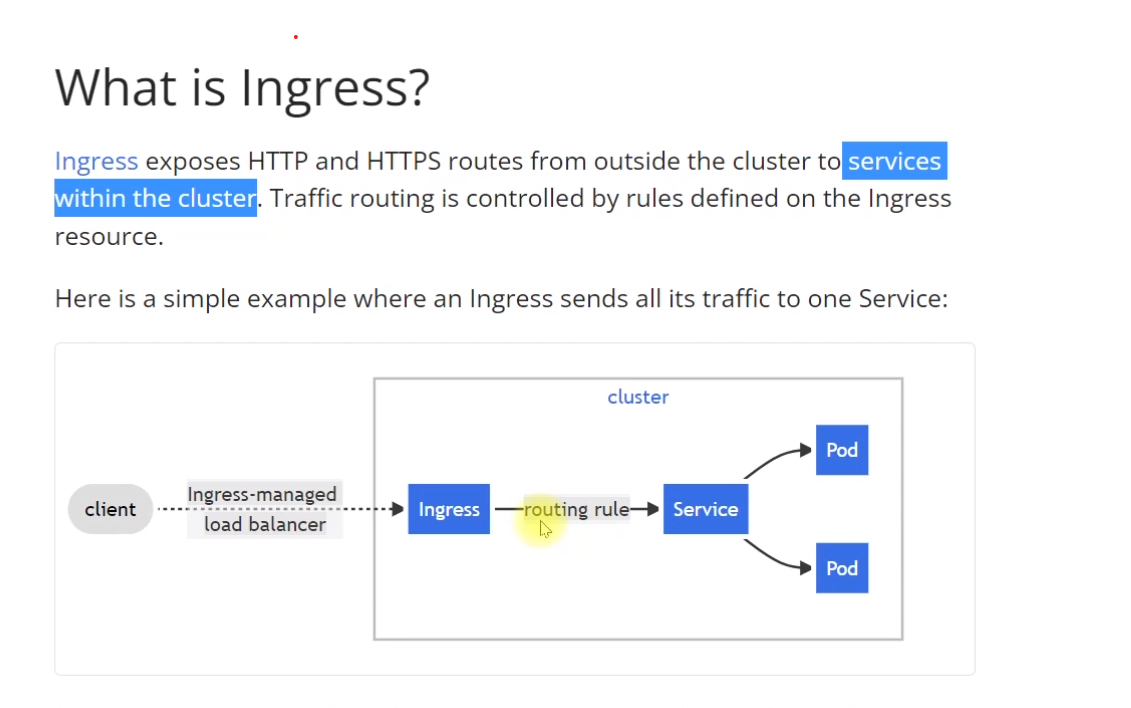 What is Ingress?
Ingress exposes HTTP and HTTPS routes from outside the cluster to services
within the cluster. Traffic routing is controlled by rules defined on the Ingress
resource.
Here is a simple example where an Ingress sends all its traffic to one Service:
cluster
Pod
client
Ingress-managed
load balancer
Ingress
routing rule
Service
Pod